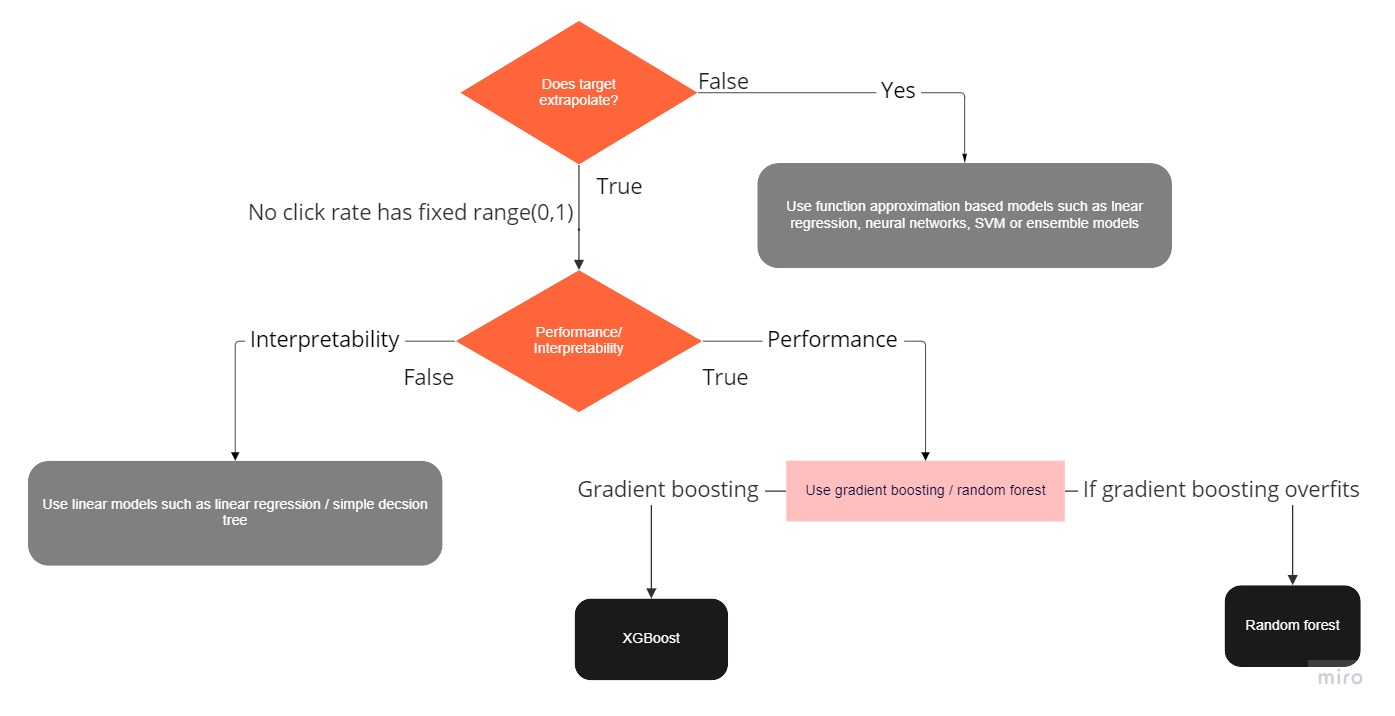 Does target
extrapolate?
False
Yes
True
No click rate has fixed range(0,1)
Use function approximation based models such as lnear
regression, neural networks, SVM or ensemble models
Performance/
Interpretability
Interpretability
False
Performance
True
Use linear models such as linear regression / simple decsion
tree
Gradient boosting
Use gradient boosting / random forest
If gradient boosting overfits
XGBoost
Random forest
miro